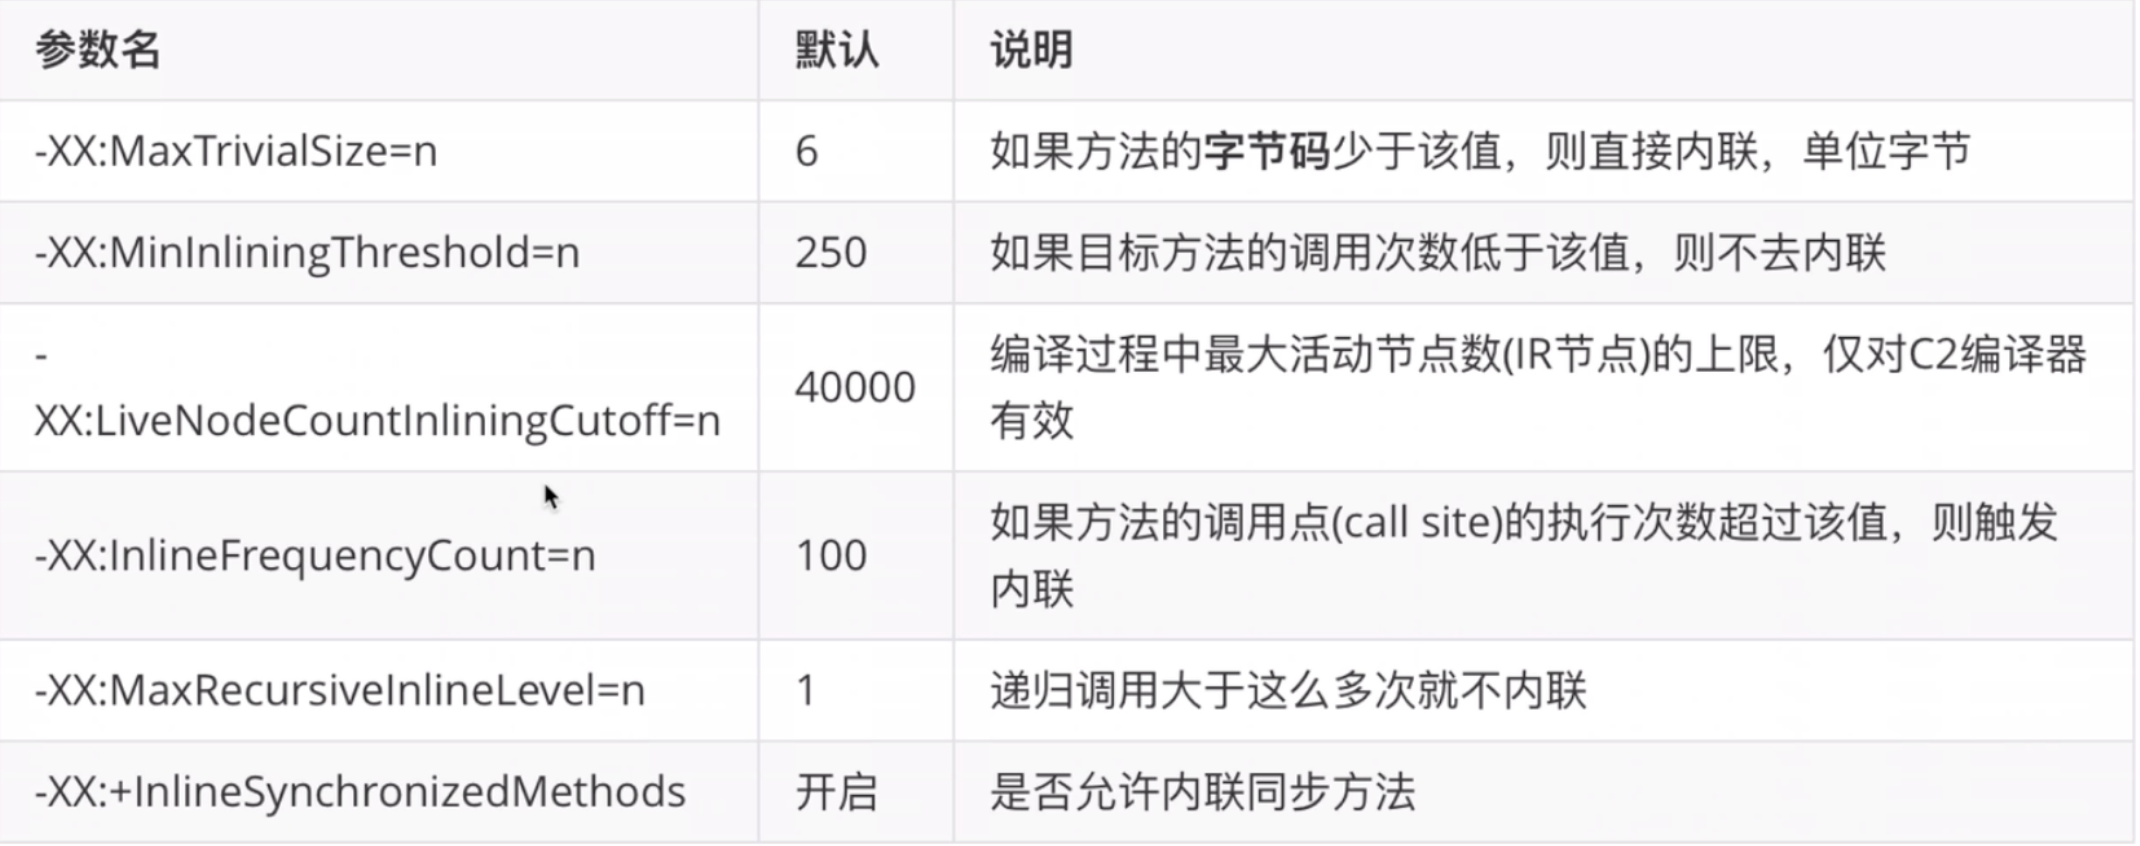 参数名 默认 说明
-XX:MaxTrivialSize=n 6 如果方法的字节码少于该值，则直接内联，单位字节
-XX:MinInliningThreshold=n 250 如果目标方法的调用次数低于该值，则不去内联
-
XX:LiveNodeCountInliningCutoff=n
40000
编译过程中最大活动节点数(IR节点)的上限，仅对C2编译器
有效
-XX:InlineFrequencyCount=n 100
如果方法的调用点(call site)的执行次数超过该值，则触发
内联
-XX:MaxRecursiveInlineLevel=n 1 递归调用大于这么多次就不内联
-XX:+InlineSynchronizedMethods 开启 是否允许内联同步方法